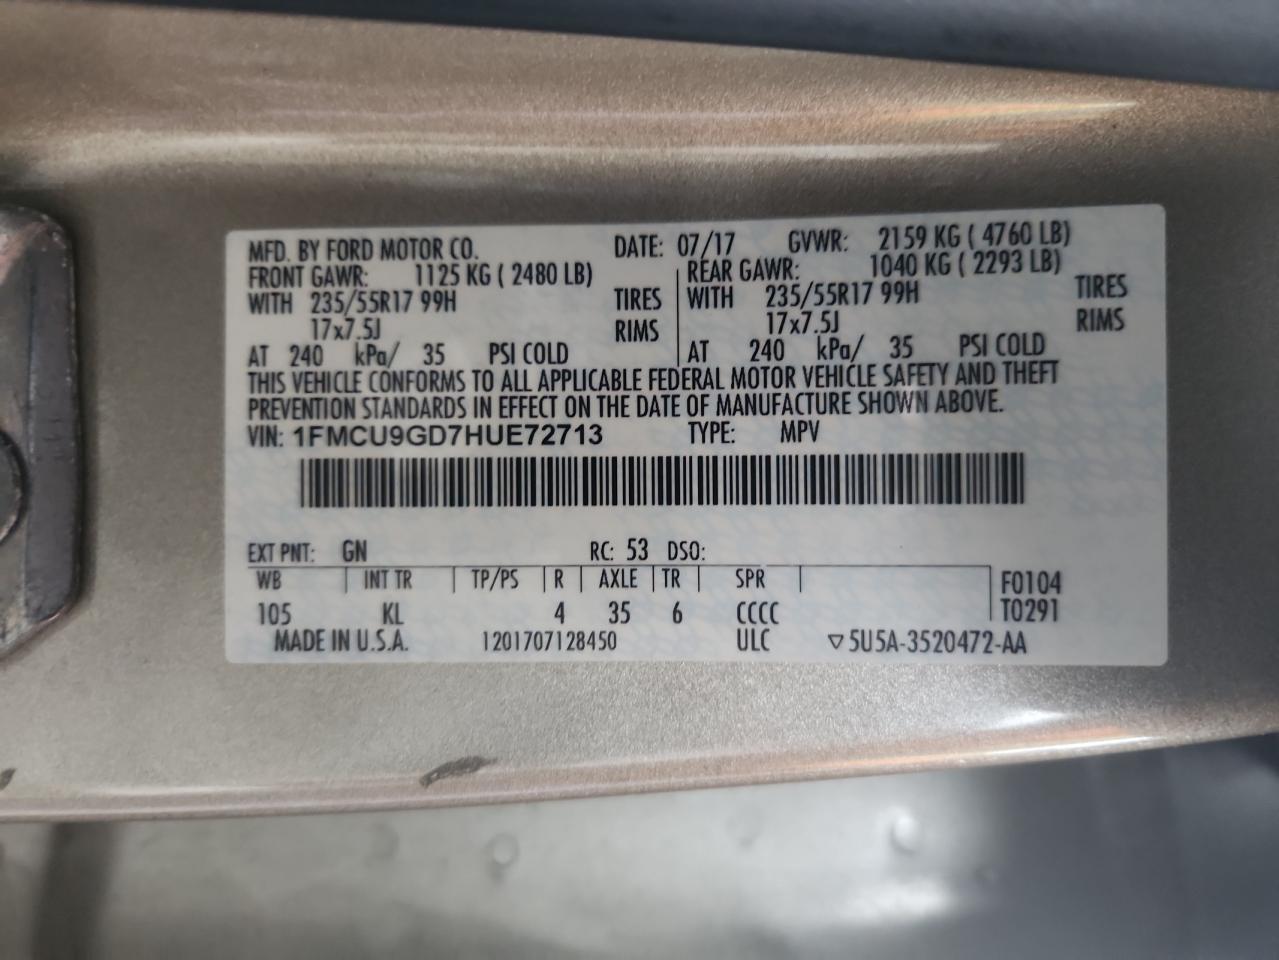 MFD. BY FORD MOTOR CO. DATE: 07/17 GVWR: 2159 KG ( 4760 LB)
FRONT GAWR: 1125 KG ( 2480 LB) REAR GAWR: 1040 KG ( 2293 LB)
WITH 235/55R17 99H TIRES WITH 235/55R17 99H TIRES
17x7.5J RIMS 17x7.5J RIMS
AT 240 kPa/ 35 PSI COLD AT 240 kPa/ 35 PSI COLD
THIS VEHICLE CONFORMS TO ALL APPLICABLE FEDERAL MOTOR VEHICLE SAFETY AND THEFT
PREVENTION STANDARDS IN EFFECT ON THE DATE OF MANUFACTURE SHOWN ABOVE.
VIN: 1FMCU9GD7HUE72713 TYPE: MPV
EXT PNT: GN RC: 53 DSO:
WB INT TR TP/PS R AXLE TR SPR F0104
105 KL 4 35 6 CCCC T0291
MADE IN U.S.A. 1201707128450 ULC ▽5U5A-3520472-AA